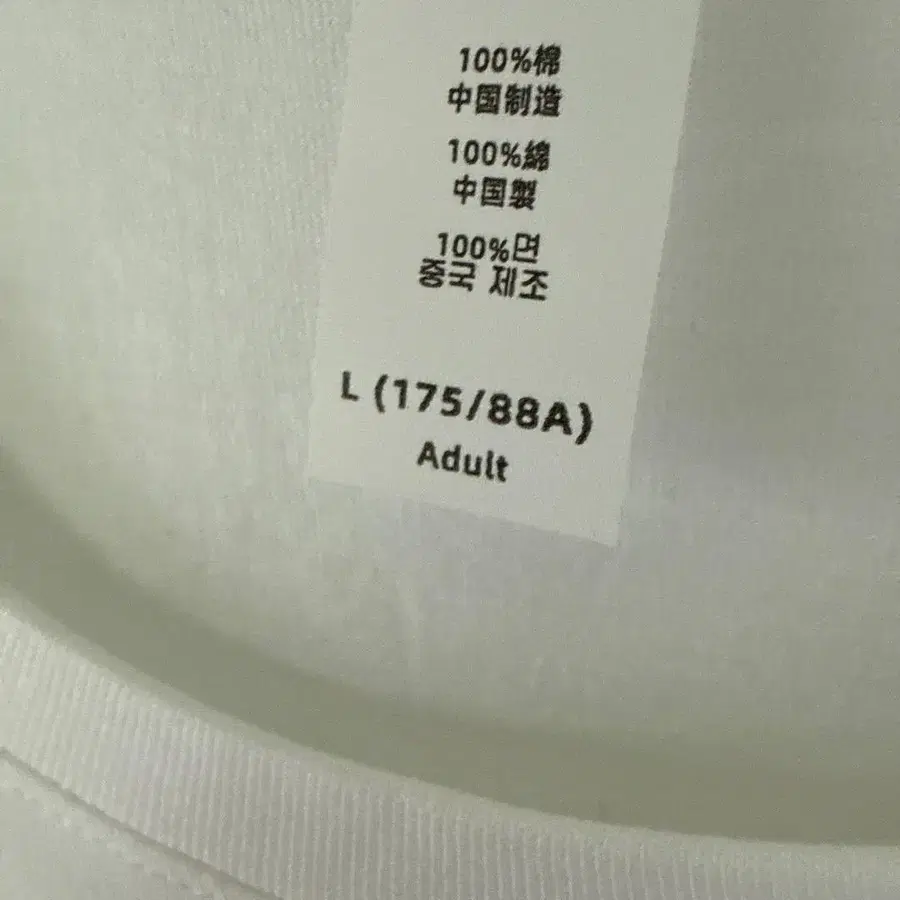 100%棉
中国制造
100%綿
中国製
100%면
중국 제조
L (175/88A)
Adult